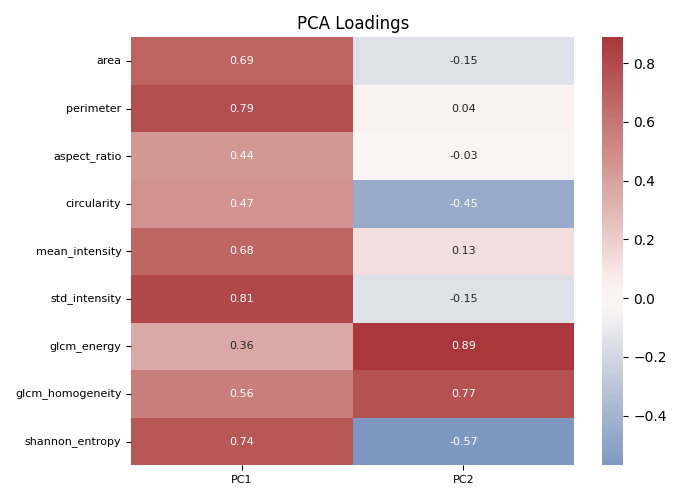 PCA Loadings
area 0.69 -0.15
perimeter 0.79 0.04
aspect_ratio 0.44 -0.03
circularity 0.47 -0.45
mean_intensity 0.68 0.13
std_intensity 0.81 -0.15
glcm_energy 0.36 0.89
glcm_homogeneity 0.56 0.77
shannon_entropy 0.74 -0.57
PC1 PC2
0.8
0.6
0.4
0.2
0.0
−0.2
−0.4